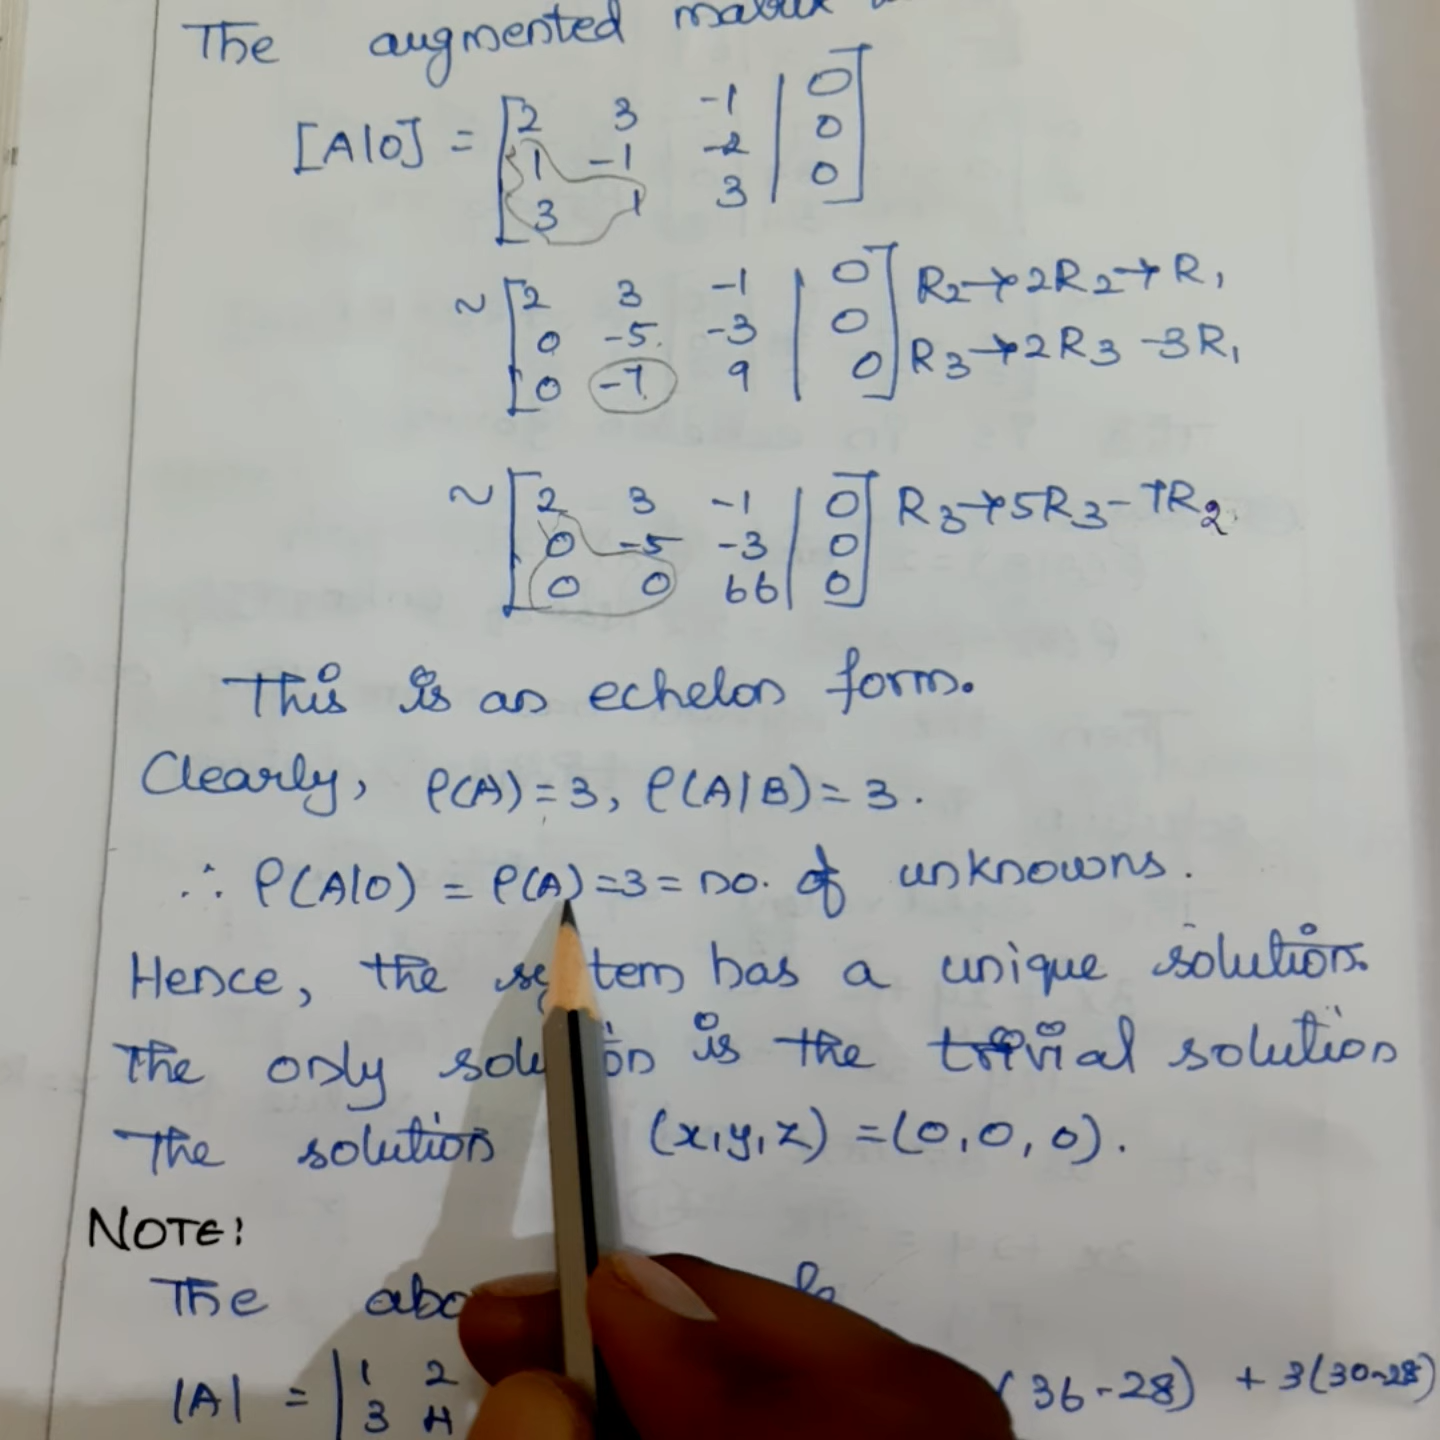 The augmented matrix
[A|0] = [2 3 -1 | 0
1 -1 -2 | 0
3 1 3 | 0]
~ [2 3 -1 | 0
0 -5 -3 | 0] R₂→2R₂→R₁
0 -7 9 | 0] R₃→2R₃-3R₁
~ [2 3 -1 | 0] R₃→5R₃-7R₂
0 -5 -3 | 0
0 0 66 | 0]
This is an echelon form.
Clearly, ρ(A)=3, ρ(A|B)=3.
∴ ρ(A|0) = ρ(A)=3= no. of unknowns.
Hence, the system has a unique solution.
The only solution is the trivial solution
The solution (x,y,z) =(0,0,0).
NOTE:
The
|A| = | 1 2
3 4 (36-28) + 3(30-28)